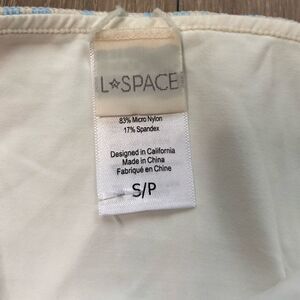 L★SPACE
83% Micro Nylon
17% Spandex
Designed in California
Made in China
Fabriqué en Chine
S/P